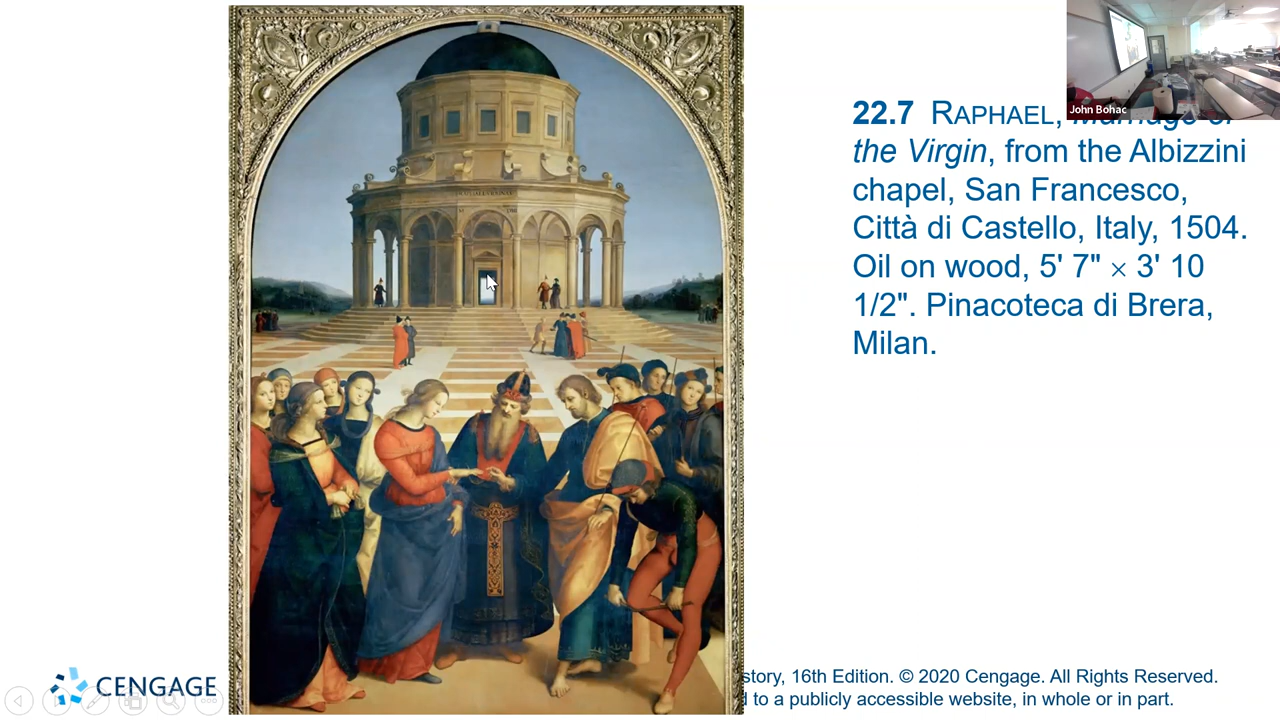 John Bohac
22.7 RAPHAEL,
the Virgin, from the Albizzini
chapel, San Francesco,
Città di Castello, Italy, 1504.
Oil on wood, 5' 7" × 3' 10
1/2". Pinacoteca di Brera,
Milan.
CENGAGE
story, 16th Edition. © 2020 Cengage. All Rights Reserved.
d to a publicly accessible website, in whole or in part.